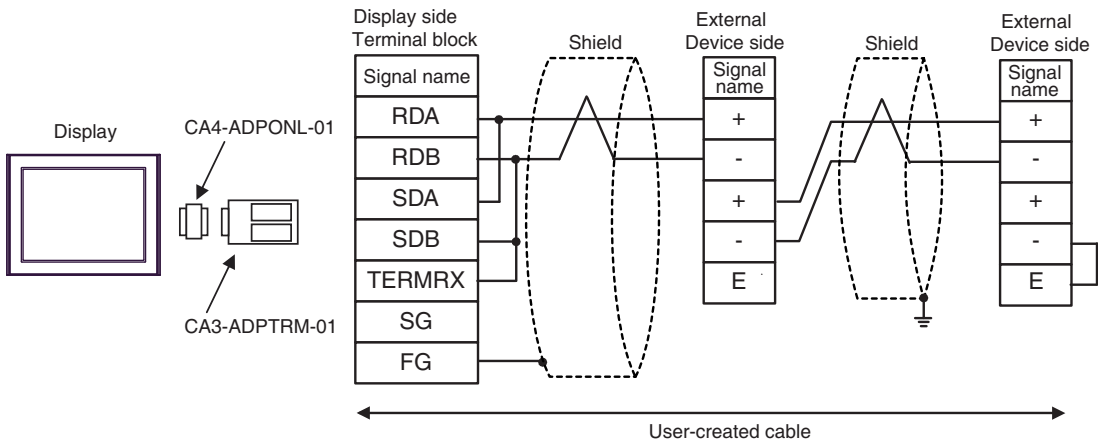 Display side
Terminal block
Shield
External
Device side
Shield
External
Device side
Display
CA4-ADPONL-01
CA3-ADPTRM-01
Signal name
RDA
RDB
SDA
SDB
TERMRX
SG
FG
Signal
name
+
-
+
-
E
Signal
name
+
-
+
-
E
User-created cable